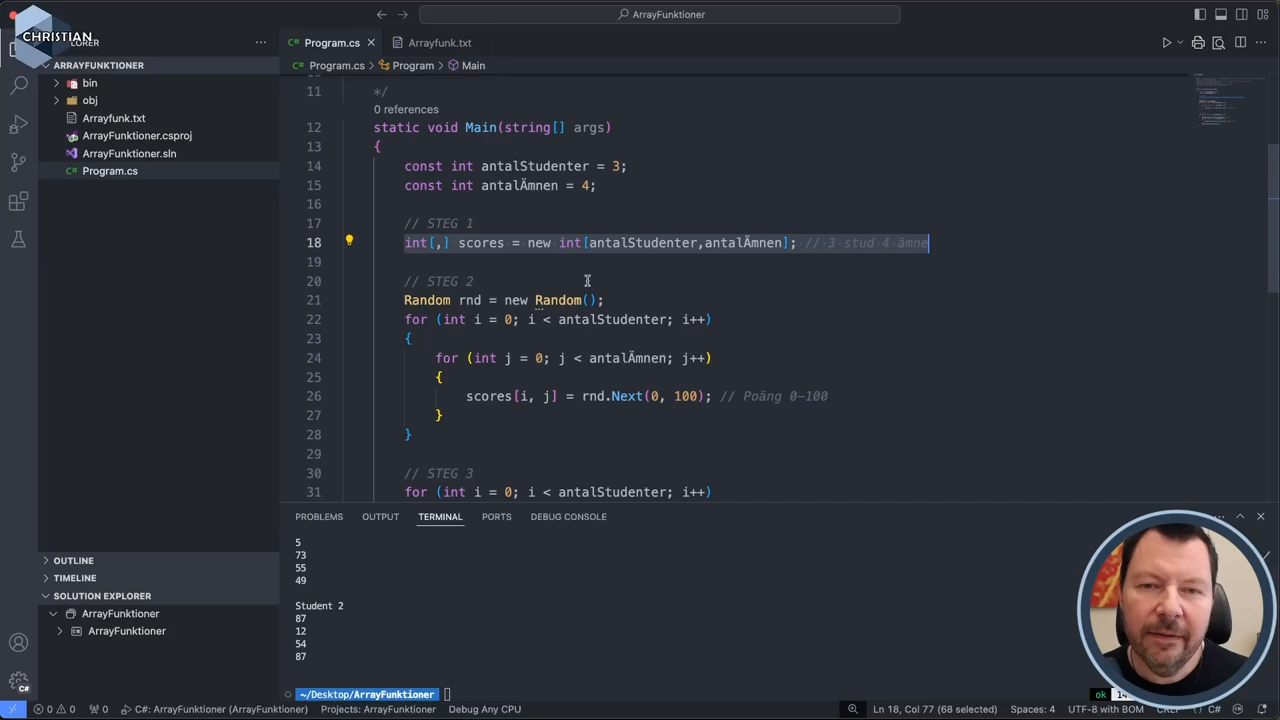 CHRISTIAN
ArrayFunktioner
LORER
ARRAYFUNKTIONER
bin
obj
Arrayfunk.txt
ArrayFunktioner.csproj
ArrayFunktioner.sln
Program.cs
OUTLINE
TIMELINE
SOLUTION EXPLORER
ArrayFunktioner
ArrayFunktioner
Program.cs
Arrayfunk.txt
Program.cs > Program > Main
11 */
0 references
12 static void Main(string[] args)
13 {
14 const int antalStudenter = 3;
15 const int antalÄmnen = 4;
16
17 // STEG 1
18 int[,] scores = new int[antalStudenter,antalÄmnen]; // 3 stud 4 ämne
19
20 // STEG 2
21 Random rnd = new Random();
22 for (int i = 0; i < antalStudenter; i++)
23 {
24 for (int j = 0; j < antalÄmnen; j++)
25 {
26 scores[i, j] = rnd.Next(0, 100); // Poäng 0-100
27 }
28 }
29
30 // STEG 3
31 for (int i = 0; i < antalStudenter; i++)
PROBLEMS OUTPUT TERMINAL PORTS DEBUG CONSOLE
5
73
55
49
Student 2
87
12
54
87
~/Desktop/ArrayFunktioner
ok
C#
0 0 0 C#: ArrayFunktioner (ArrayFunktioner) Projects: ArrayFunktioner Debug Any CPU Ln 18, Col 77 (68 selected) Spaces: 4 UTF-8 with BOM CRLF C#